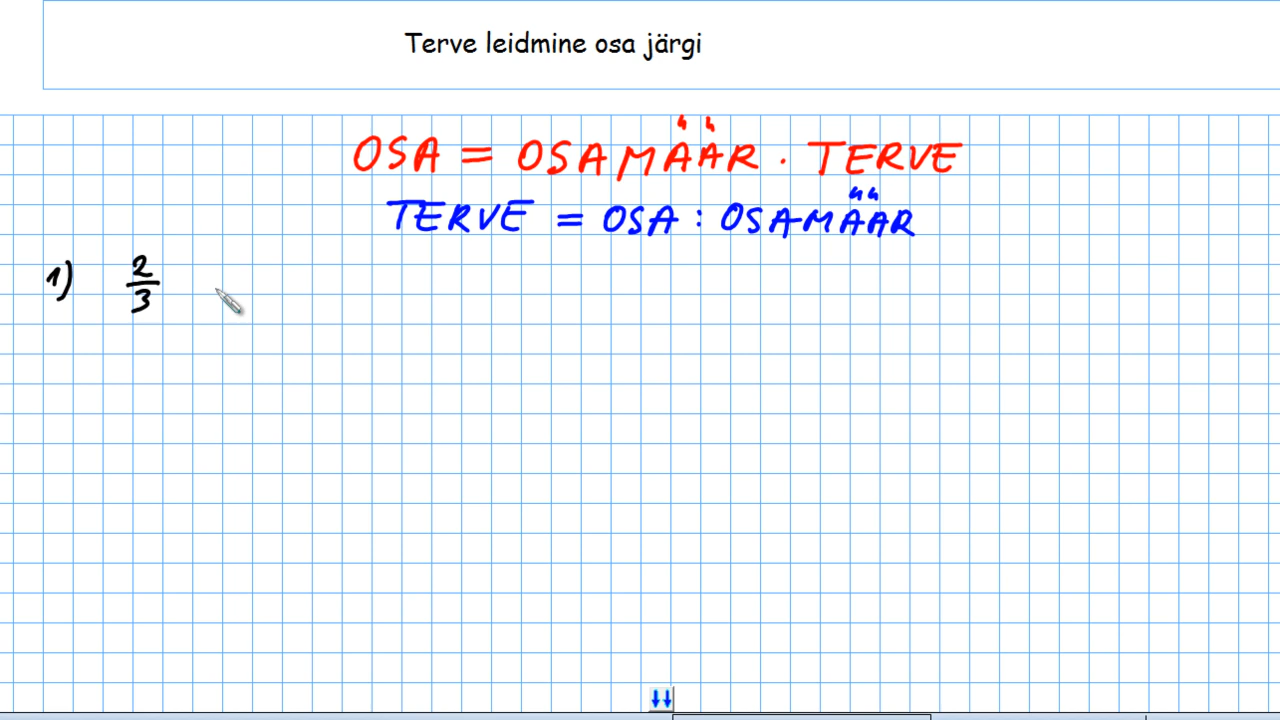 Terve leidmine osa järgi
OSA = OSAMÄÄR · TERVE
TERVE = OSA : OSAMÄÄR
1) 2/3